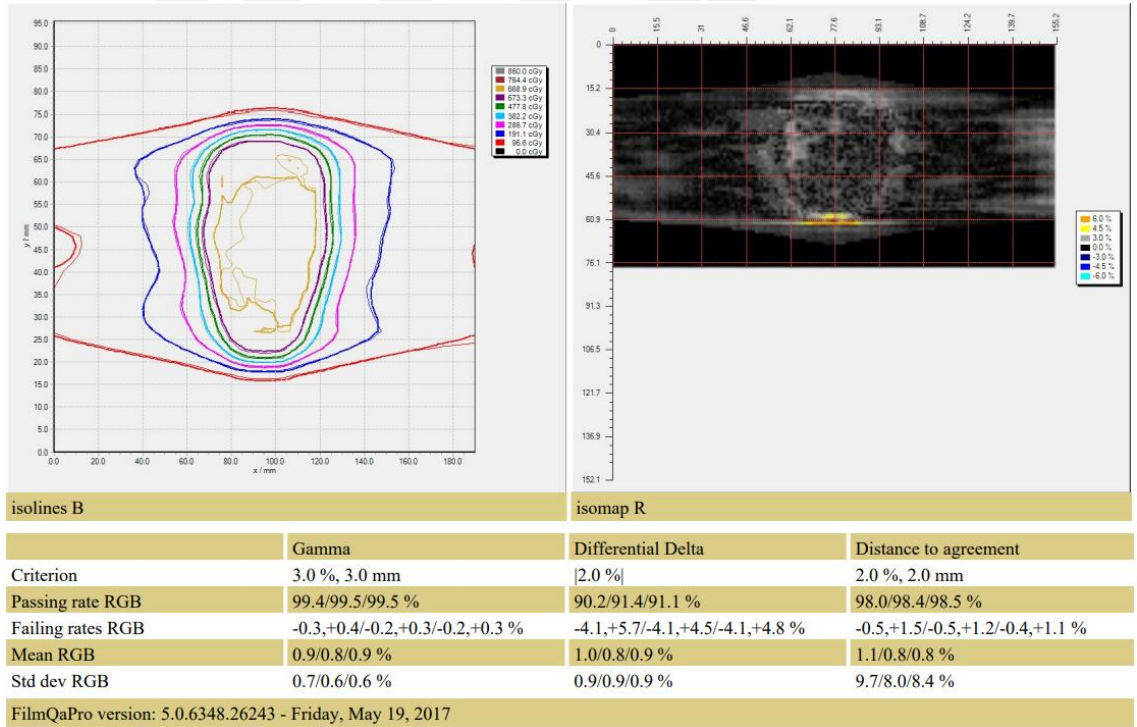 95.0
90.0
85.0
80.0
75.0
70.0
65.0
60.0
55.0
50.0
45.0
40.0
35.0
30.0
25.0
20.0
15.0
10.0
5.0
0.0
y / mm
0.0 20.0 40.0 60.0 80.0 100.0 120.0 140.0 160.0
x / mm
860.0 cGy
764.4 cGy
668.9 cGy
573.3 cGy
477.8 cGy
382.2 cGy
286.7 cGy
191.1 cGy
95.6 cGy
0.0 cGy
0 15.5 31 46.6 62.1 77.6 93.1 108.7 124.2 139.7 155.2
0
15.2
30.4
45.6
60.9
76.1
91.3
106.5
121.7
136.9
152.1
6.0 %
4.5 %
3.0 %
0.0 %
-3.0 %
-4.5 %
-6.0 %
isolines B isomap R
Gamma Differential Delta Distance to agreement
Criterion 3.0 %, 3.0 mm |2.0 %| 2.0 %, 2.0 mm
Passing rate RGB 99.4/99.5/99.5 % 90.2/91.4/91.1 % 98.0/98.4/98.5 %
Failing rates RGB -0.3,+0.4/-0.2,+0.3/-0.2,+0.3 % -4.1,+5.7/-4.1,+4.5/-4.1,+4.8 % -0.5,+1.5/-0.5,+1.2/-0.4,+1.1 %
Mean RGB 0.9/0.8/0.9 % 1.0/0.8/0.9 % 1.1/0.8/0.8 %
Std dev RGB 0.7/0.6/0.6 % 0.9/0.9/0.9 % 9.7/8.0/8.4 %
FilmQaPro version: 5.0.6348.26243 - Friday, May 19, 2017